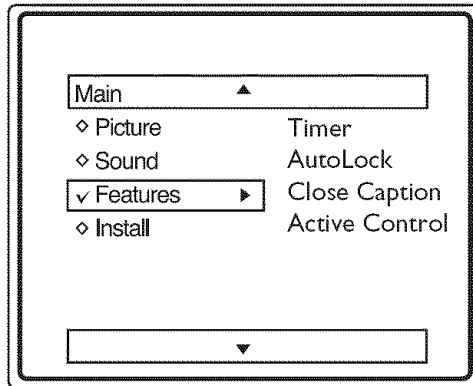 Main
Picture
Timer
Sound
AutoLock
Features
Close Caption
Install
Active Control